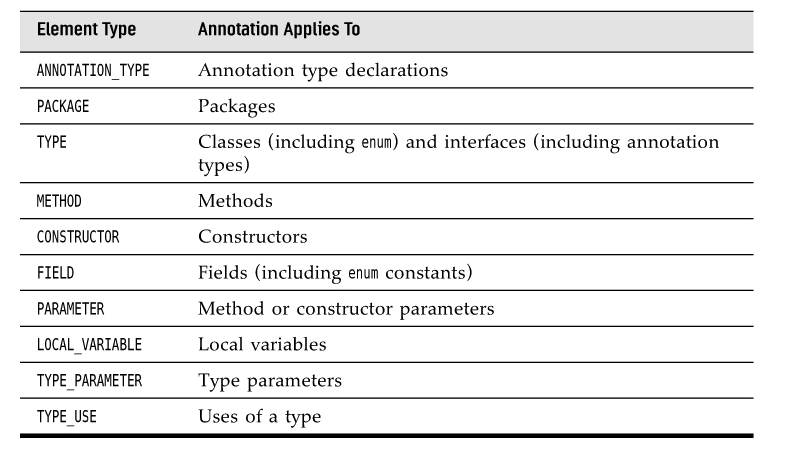 Element Type Annotation Applies To
ANNOTATION_TYPE Annotation type declarations
PACKAGE Packages
TYPE Classes (including enum) and interfaces (including annotation
types)
METHOD Methods
CONSTRUCTOR Constructors
FIELD Fields (including enum constants)
PARAMETER Method or constructor parameters
LOCAL_VARIABLE Local variables
TYPE_PARAMETER Type parameters
TYPE_USE Uses of a type